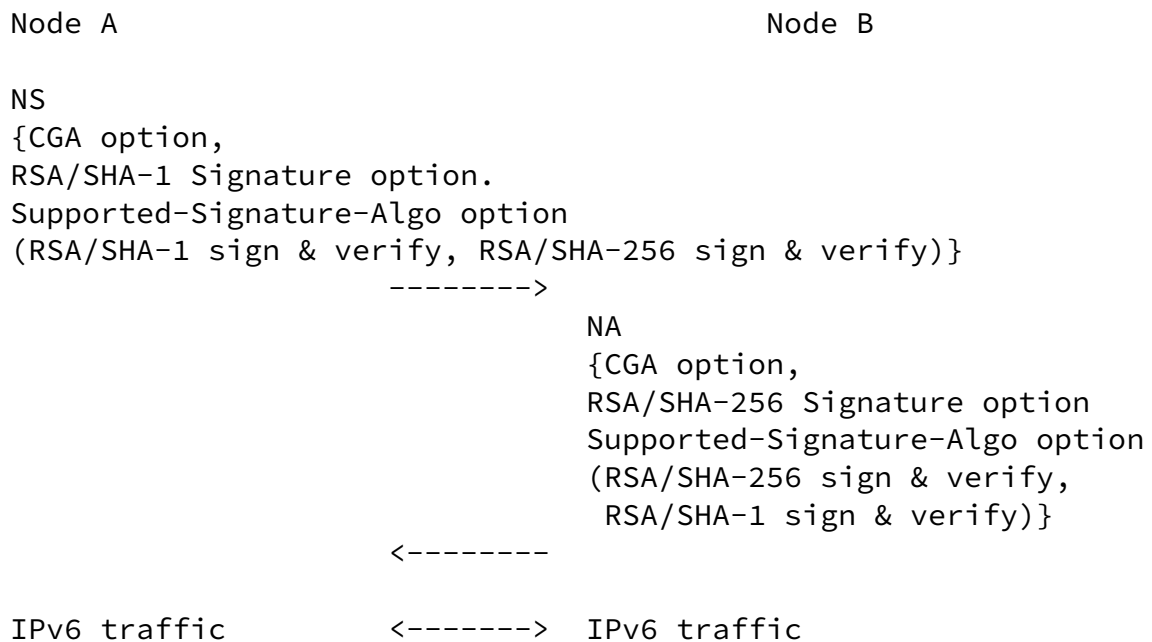 Node A                                  Node B

NS
{CGA option,
RSA/SHA-1 Signature option.
Supported-Signature-Algo option
(RSA/SHA-1 sign & verify, RSA/SHA-256 sign & verify)}
                    -------->
                              NA
                              {CGA option,
                              RSA/SHA-256 Signature option
                              Supported-Signature-Algo option
                              (RSA/SHA-256 sign & verify,
                               RSA/SHA-1 sign & verify)}
                    <--------

IPv6 traffic        <------->  IPv6 traffic